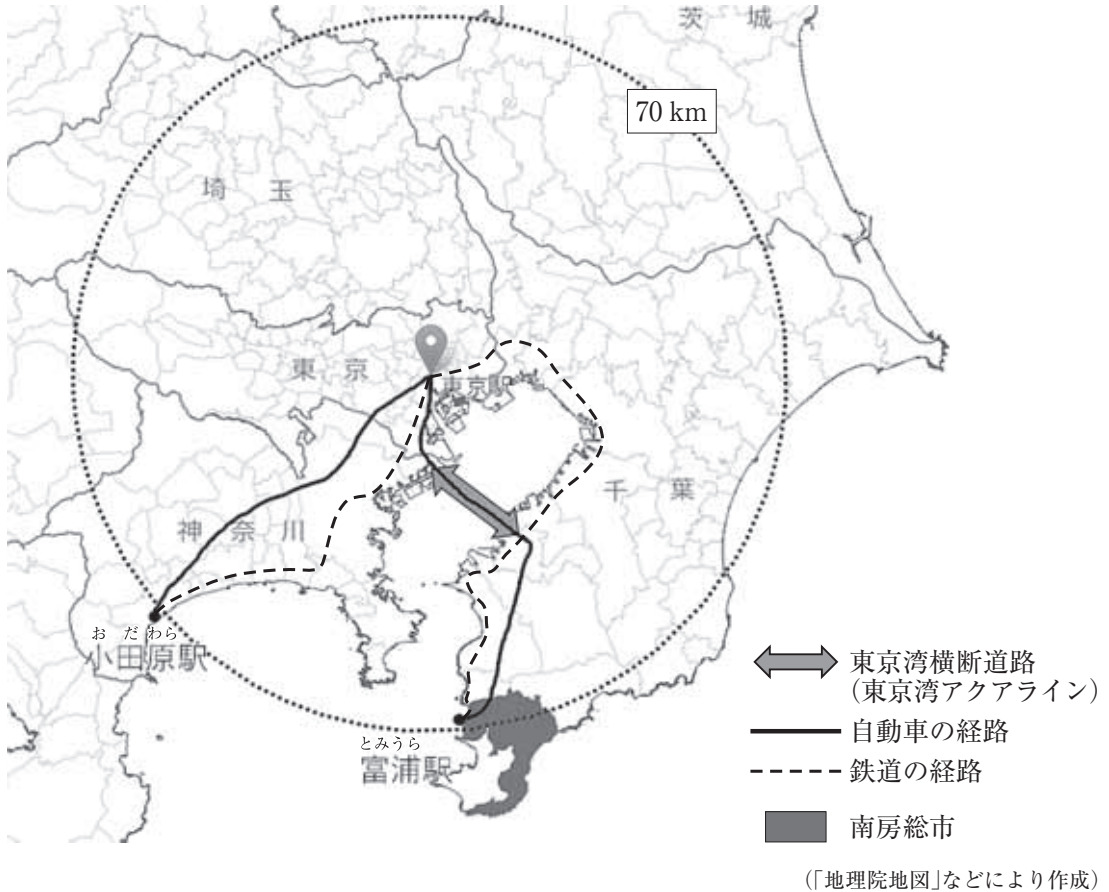 茨 城
70 km
埼 玉
東 京
東京駅
千 葉
神 奈 川
お だ わら
小田原駅
とみうら
富浦駅
東京湾横断道路
(東京湾アクアライン)
自動車の経路
鉄道の経路
南房総市
(「地理院地図」などにより作成)